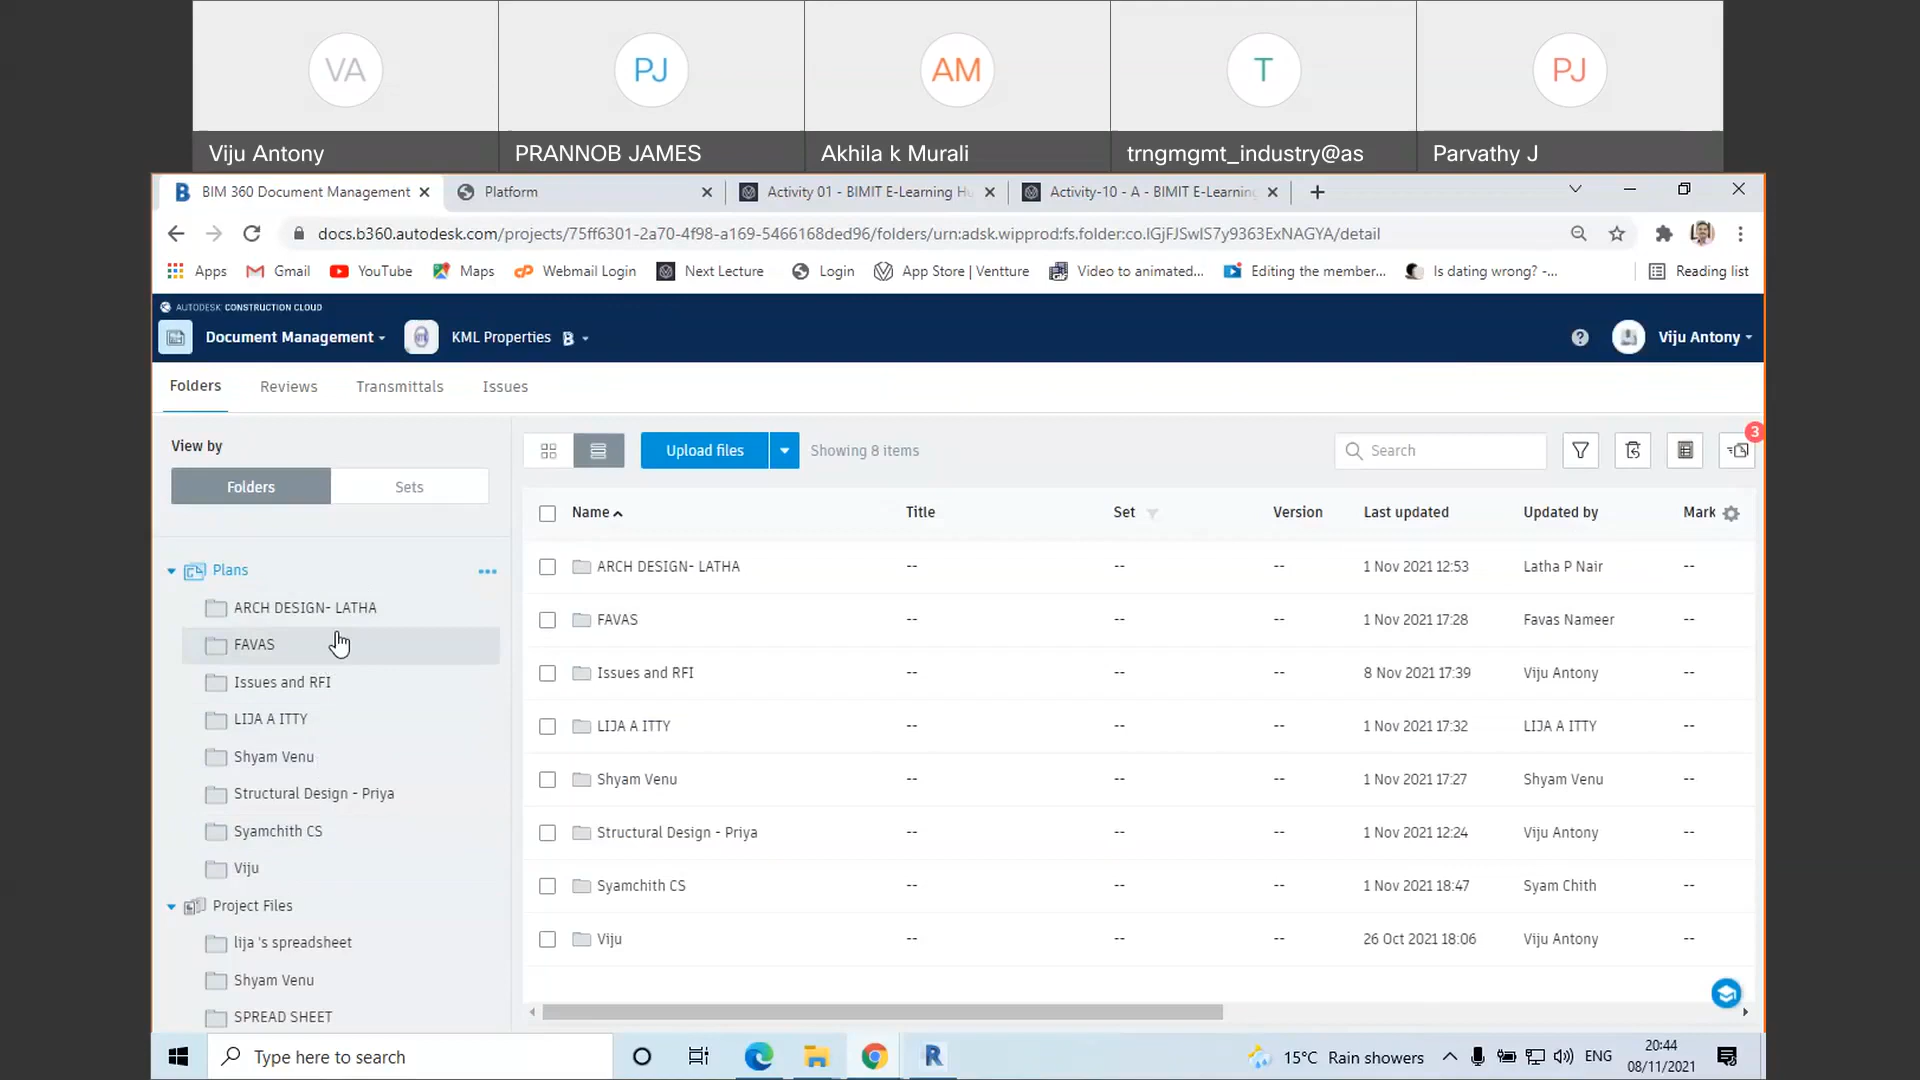 VA
PJ
AM
T
PJ
Viju Antony
PRANNOB JAMES
Akhila k Murali
trngmgmt_industry@as
Parvathy J
BIM 360 Document Management
Platform
Activity 01 - BIMIT E-Learning Hu
Activity-10 - A - BIMIT E-Learning
docs.b360.autodesk.com/projects/75ff6301-2a70-4f98-a169-5466168ded96/folders/urn:adsk.wipprod:fs.folder:co.IGjFJSwIS7y9363ExNAGYA/detail
Apps
Gmail
YouTube
Maps
Webmail Login
Next Lecture
Login
App Store | Ventture
Video to animated...
Editing the member...
Is dating wrong? -...
Reading list
AUTODESK CONSTRUCTION CLOUD
Document Management
KML Properties
B
Viju Antony
Folders
Reviews
Transmittals
Issues
View by
Folders
Sets
Upload files
Showing 8 items
Search
3
Plans
ARCH DESIGN- LATHA
FAVAS
Issues and RFI
LIJA A ITTY
Shyam Venu
Structural Design - Priya
Syamchith CS
Viju
Project Files
lija 's spreadsheet
Shyam Venu
SPREAD SHEET
Name Title Set Version Last updated Updated by Mark
ARCH DESIGN- LATHA -- -- -- 1 Nov 2021 12:53 Latha P Nair --
FAVAS -- -- -- 1 Nov 2021 17:28 Favas Nameer --
Issues and RFI -- -- -- 8 Nov 2021 17:39 Viju Antony --
LIJA A ITTY -- -- -- 1 Nov 2021 17:32 LIJA A ITTY --
Shyam Venu -- -- -- 1 Nov 2021 17:27 Shyam Venu --
Structural Design - Priya -- -- -- 1 Nov 2021 12:24 Viju Antony --
Syamchith CS -- -- -- 1 Nov 2021 18:47 Syam Chith --
Viju -- -- -- 26 Oct 2021 18:06 Viju Antony --
Type here to search
15°C Rain showers
ENG
20:44
08/11/2021